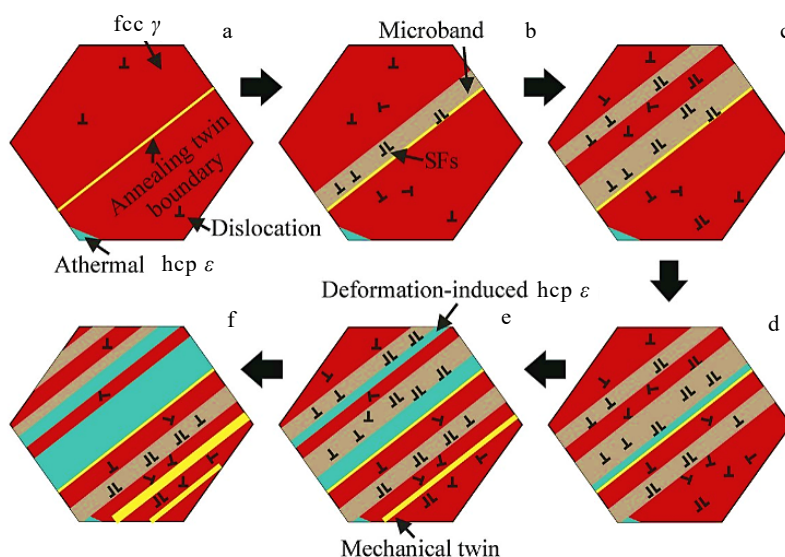 fcc γ
a
Microband
b
c
Annealing twin
boundary
SFs
Dislocation
Athermal hcp ε
Deformation-induced hcp ε
f
e
d
Mechanical twin